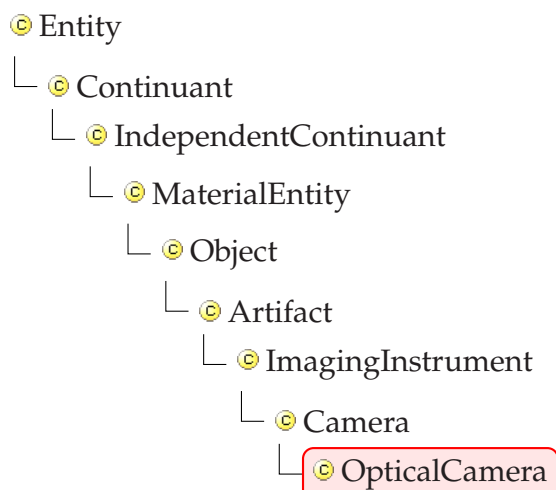 © Entity
© Continuant
© IndependentContinuant
© MaterialEntity
© Object
© Artifact
© ImagingInstrument
© Camera
© OpticalCamera